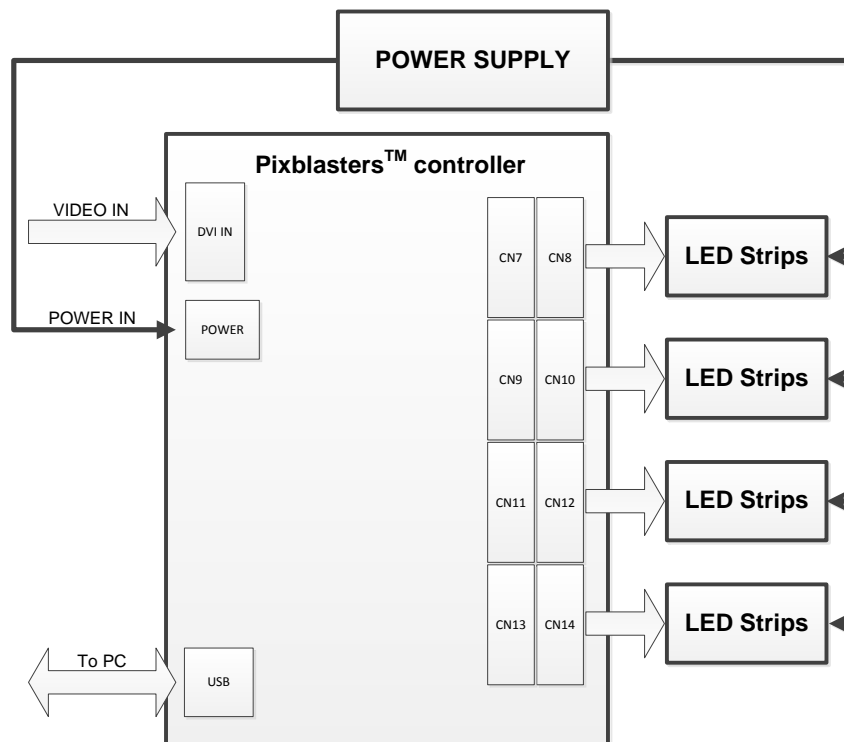 POWER SUPPLY
Pixblasters™ controller
VIDEO IN
DVI IN
CN7
CN8
LED Strips
POWER IN
POWER
CN9
CN10
LED Strips
CN11
CN12
LED Strips
CN13
CN14
LED Strips
To PC
USB